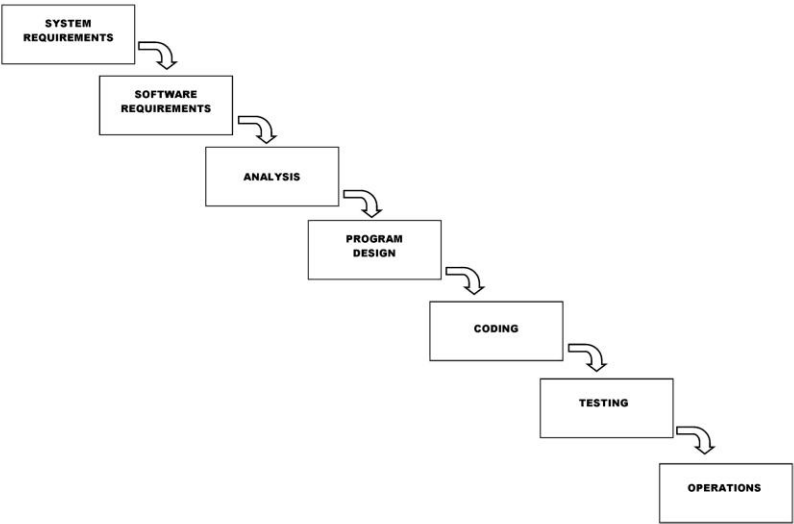 SYSTEM
REQUIREMENTS
SOFTWARE
REQUIREMENTS
ANALYSIS
PROGRAM
DESIGN
CODING
TESTING
OPERATIONS